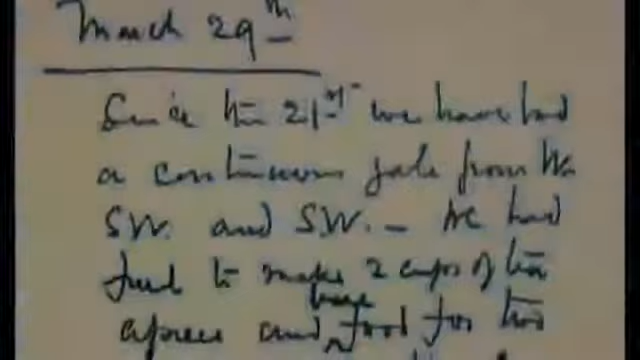 March 29th
Since the 21st we have had
a continuous gale from W.
SW. and S.W. – We had
fuel to make 2 cups of tea
bare
apiece and food for two